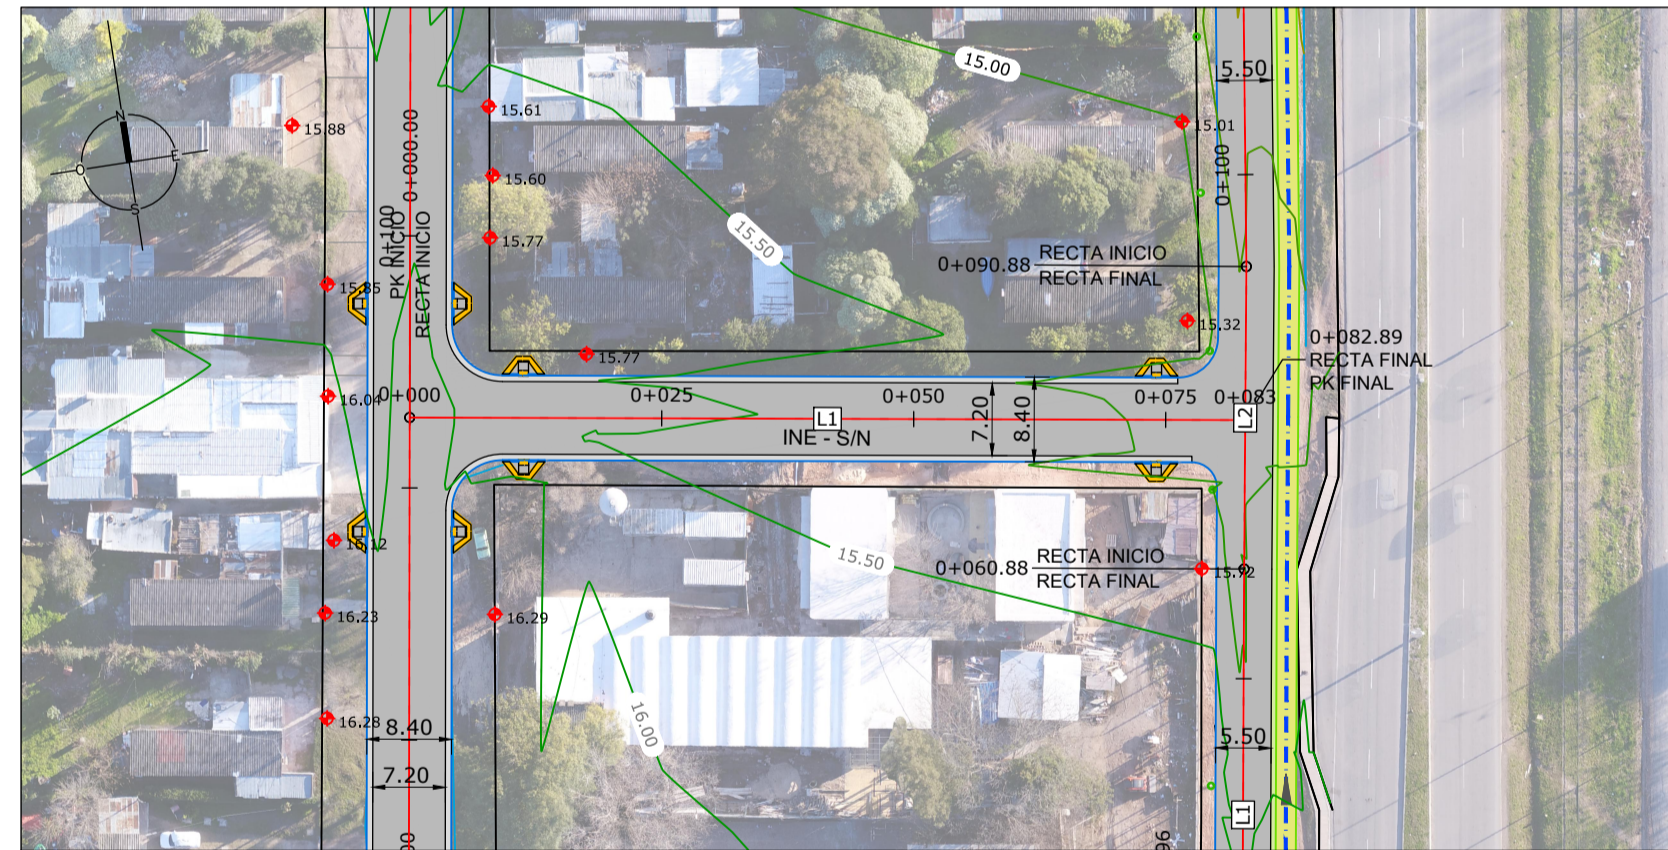 15.00
5.50
15.61
15.01
15.88
N
E
O
S
15.60
0+100
0+000.00
PK INICIO
RECTA INICIO
0+100
15.50
15.77
0+090.88
RECTA INICIO
RECTA FINAL
15.85
15.32
0+082.89
RECTA FINAL
PK FINAL
15.77
16.04
0+000
0+025
0+050
0+075
0+083
L1
L2
7.20
8.40
INE - S/N
16.12
15.50
0+060.88
RECTA INICIO
RECTA FINAL
15.92
16.23
16.29
16.28
16.00
8.40
5.50
7.20
L1